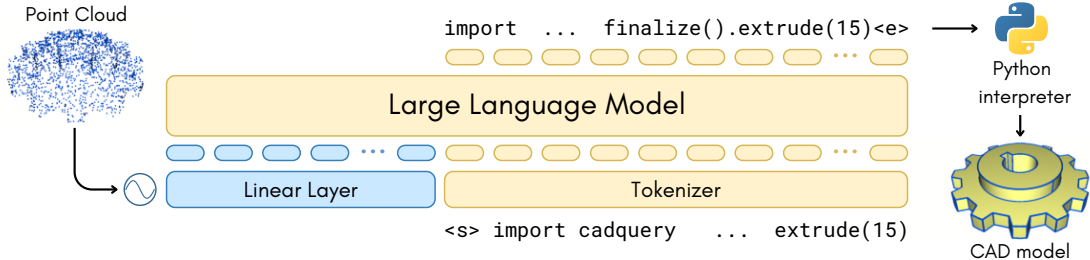 Point Cloud
import ... finalize().extrude(15)<e>
Python
interpreter
Large Language Model
Linear Layer
Tokenizer
<s> import cadquery ... extrude(15)
CAD model